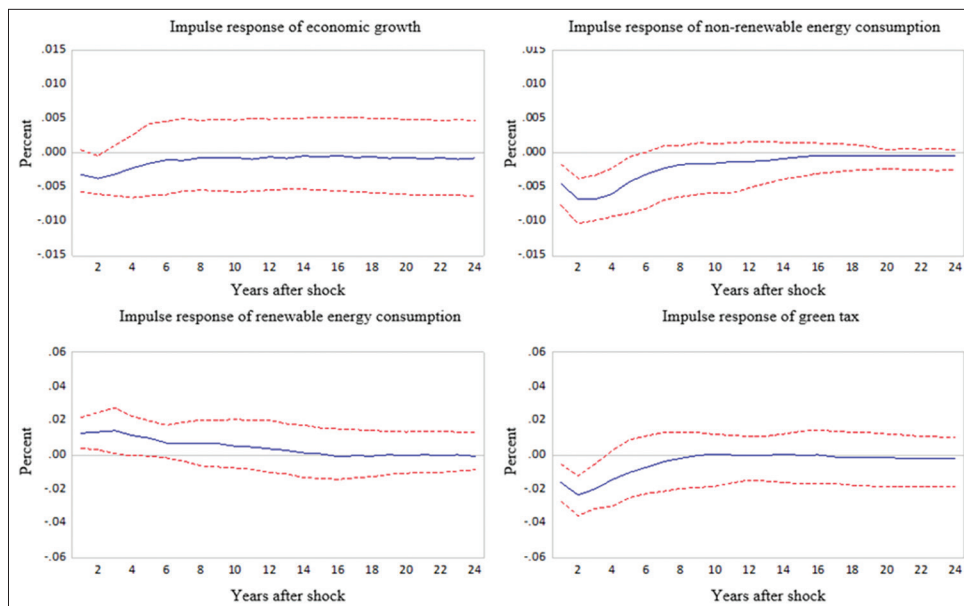 Impulse response of economic growth
.015
.010
.005
.000
-.005
-.010
-.015
Percent
2 4 6 8 10 12 14 16 18 20 22 24
Years after shock
Impulse response of non-renewable energy consumption
.015
.010
.005
.000
-.005
-.010
-.015
Percent
2 4 6 8 10 12 14 16 18 20 22 24
Years after shock
Impulse response of renewable energy consumption
.06
.04
.02
.00
-.02
-.04
-.06
Percent
2 4 6 8 10 12 14 16 18 20 22 24
Years after shock
Impulse response of green tax
.06
.04
.02
.00
-.02
-.04
-.06
Percent
2 4 6 8 10 12 14 16 18 20 22 24
Years after shock